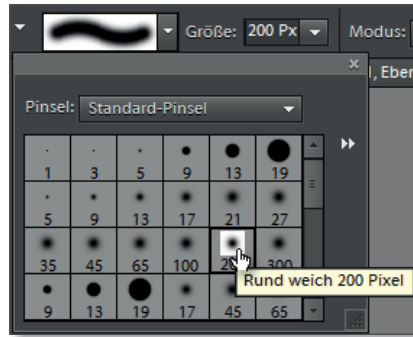 Größe: 200 Px Modus:
Pinsel: Standard-Pinsel
1 3 5 9 13 19
5 9 13 17 21 27
35 45 65 100 300
Rund weich 200 Pixel
9 13 19 17 45 65